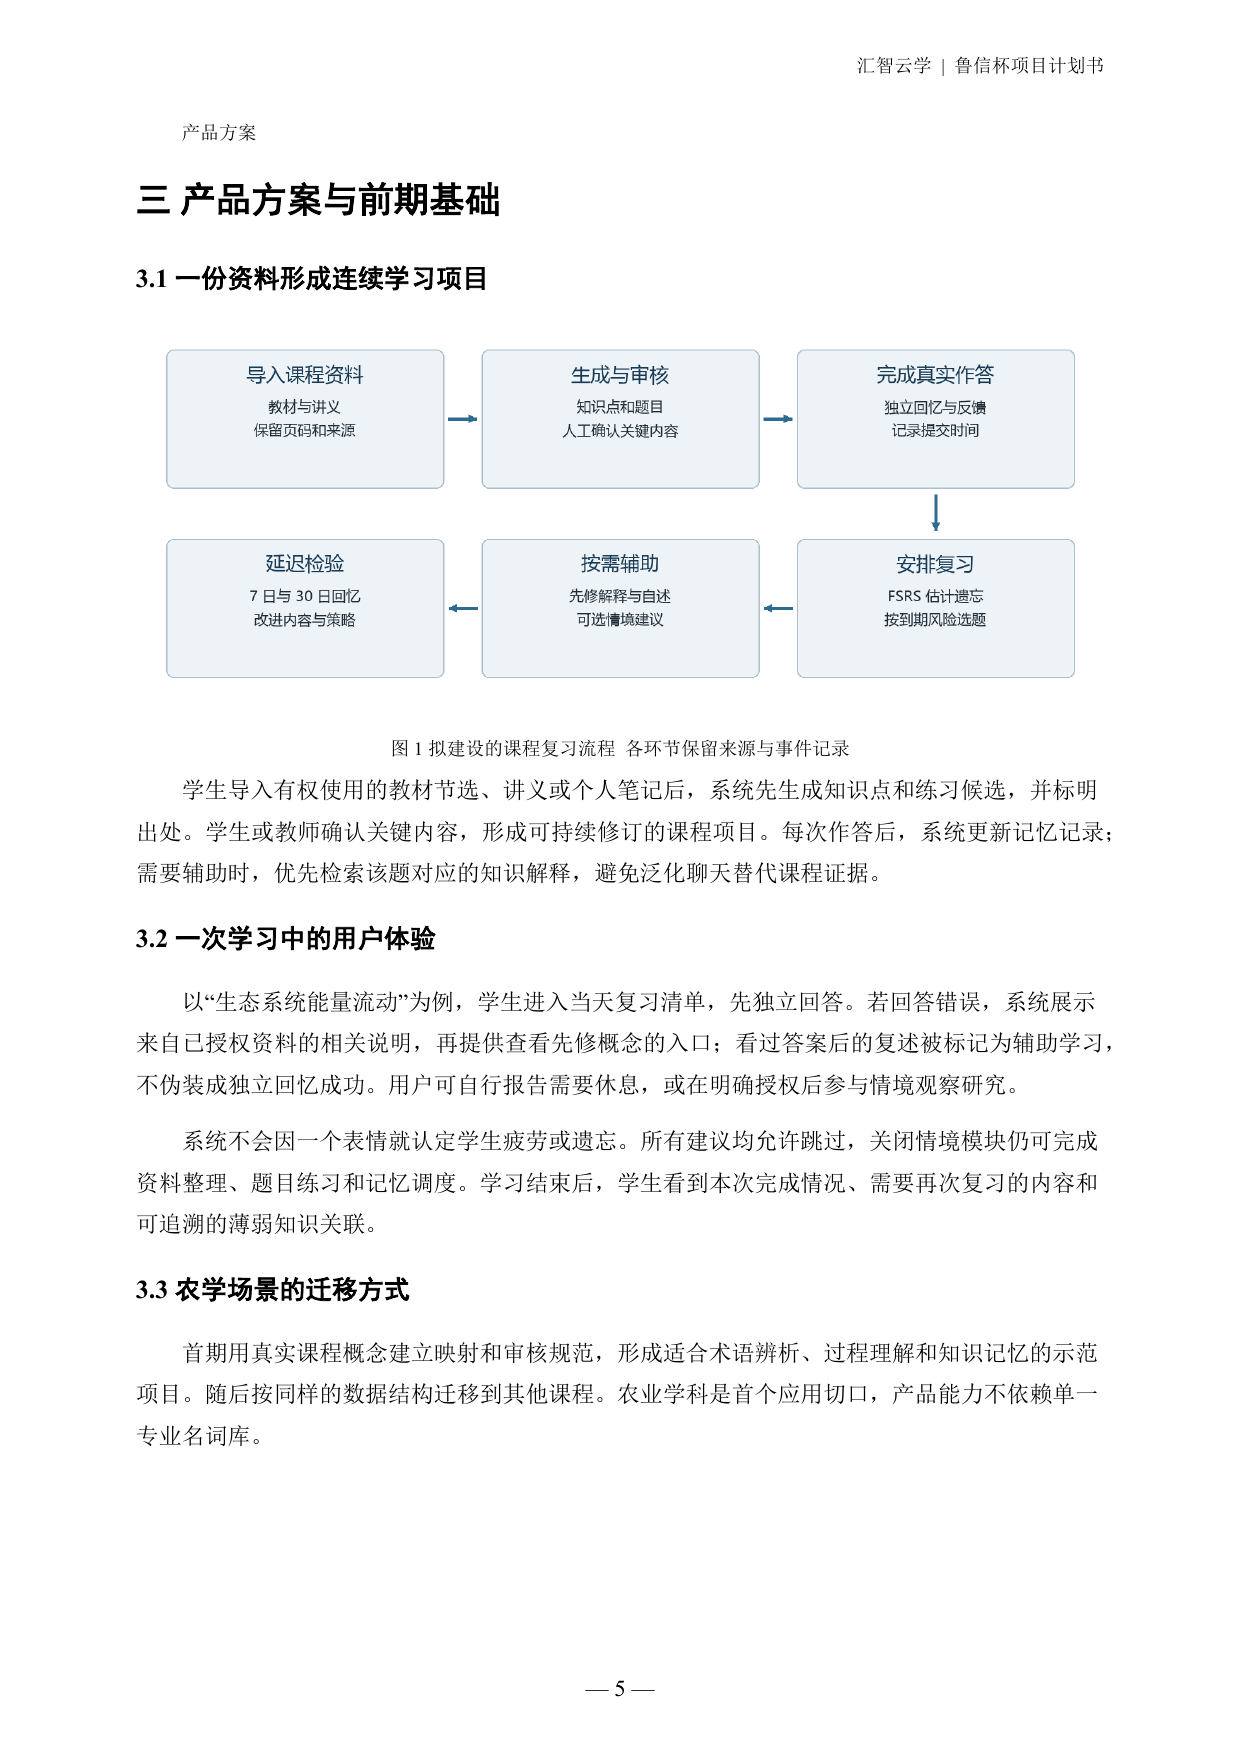 汇智云学 | 鲁信杯项目计划书
产品方案
三 产品方案与前期基础
3.1 一份资料形成连续学习项目
导入课程资料
教材与讲义
保留页码和来源
生成与审核
知识点和题目
人工确认关键内容
完成真实作答
独立回忆与反馈
记录提交时间
延迟检验
7 日与 30 日回忆
改进内容与策略
按需辅助
先修解释与自述
可选情境建议
安排复习
FSRS 估计遗忘
按到期风险选题
图 1 拟建设的课程复习流程 各环节保留来源与事件记录
学生导入有权使用的教材节选、讲义或个人笔记后，系统先生成知识点和练习候选，并标明
出处。学生或教师确认关键内容，形成可持续修订的课程项目。每次作答后，系统更新记忆记录；
需要辅助时，优先检索该题对应的知识解释，避免泛化聊天替代课程证据。
3.2 一次学习中的用户体验
以“生态系统能量流动”为例，学生进入当天复习清单，先独立回答。若回答错误，系统展示
来自已授权资料的相关说明，再提供查看先修概念的入口；看过答案后的复述被标记为辅助学习，
不伪装成独立回忆成功。用户可自行报告需要休息，或在明确授权后参与情境观察研究。
系统不会因一个表情就认定学生疲劳或遗忘。所有建议均允许跳过，关闭情境模块仍可完成
资料整理、题目练习和记忆调度。学习结束后，学生看到本次完成情况、需要再次复习的内容和
可追溯的薄弱知识关联。
3.3 农学场景的迁移方式
首期用真实课程概念建立映射和审核规范，形成适合术语辨析、过程理解和知识记忆的示范
项目。随后按同样的数据结构迁移到其他课程。农业学科是首个应用切口，产品能力不依赖单一
专业名词库。
— 5 —